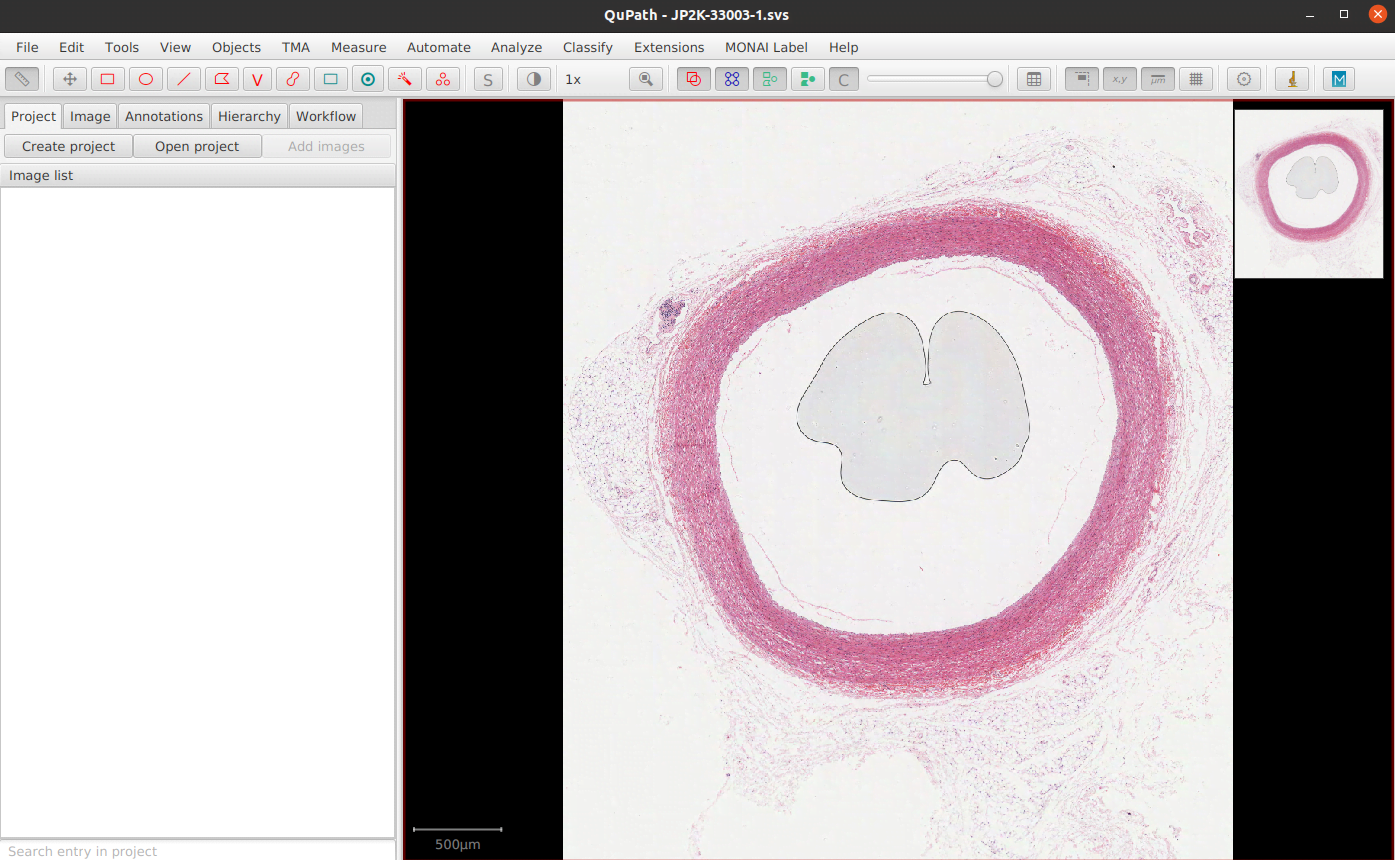 QuPath - JP2K-33003-1.svs
File Edit Tools View Objects TMA Measure Automate Analyze Classify Extensions MONAI Label Help
V S 1x C x,y µm M
Project Image Annotations Hierarchy Workflow
Create project Open project Add images
Image list
500µm
Search entry in project